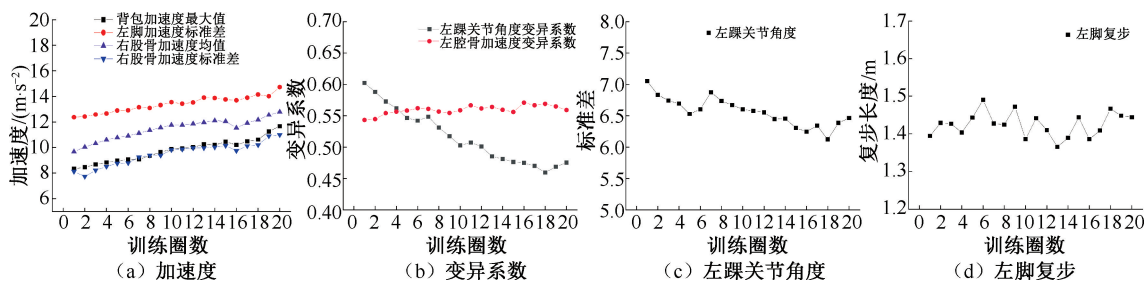 加速度/(m·s⁻²)
20
18
16
14
12
10
8
6
背包加速度最大值
左脚加速度标准差
右股骨加速度均值
右股骨加速度标准差
0 2 4 6 8 10 12 14 16 18 20
训练圈数
(a) 加速度
变异系数
0.70
0.65
0.60
0.55
0.50
0.45
0.40
左踝关节角度变异系数
左腔骨加速度变异系数
0 2 4 6 8 10 12 14 16 18 20
训练圈数
(b) 变异系数
标准差
8.0
7.5
7.0
6.5
6.0
5.5
5.0
左踝关节角度
0 2 4 6 8 10 12 14 16 18 20
训练圈数
(c) 左踝关节角度
复步长度/m
1.7
1.6
1.5
1.4
1.3
1.2
左脚复步
0 2 4 6 8 10 12 14 16 18 20
训练圈数
(d) 左脚复步